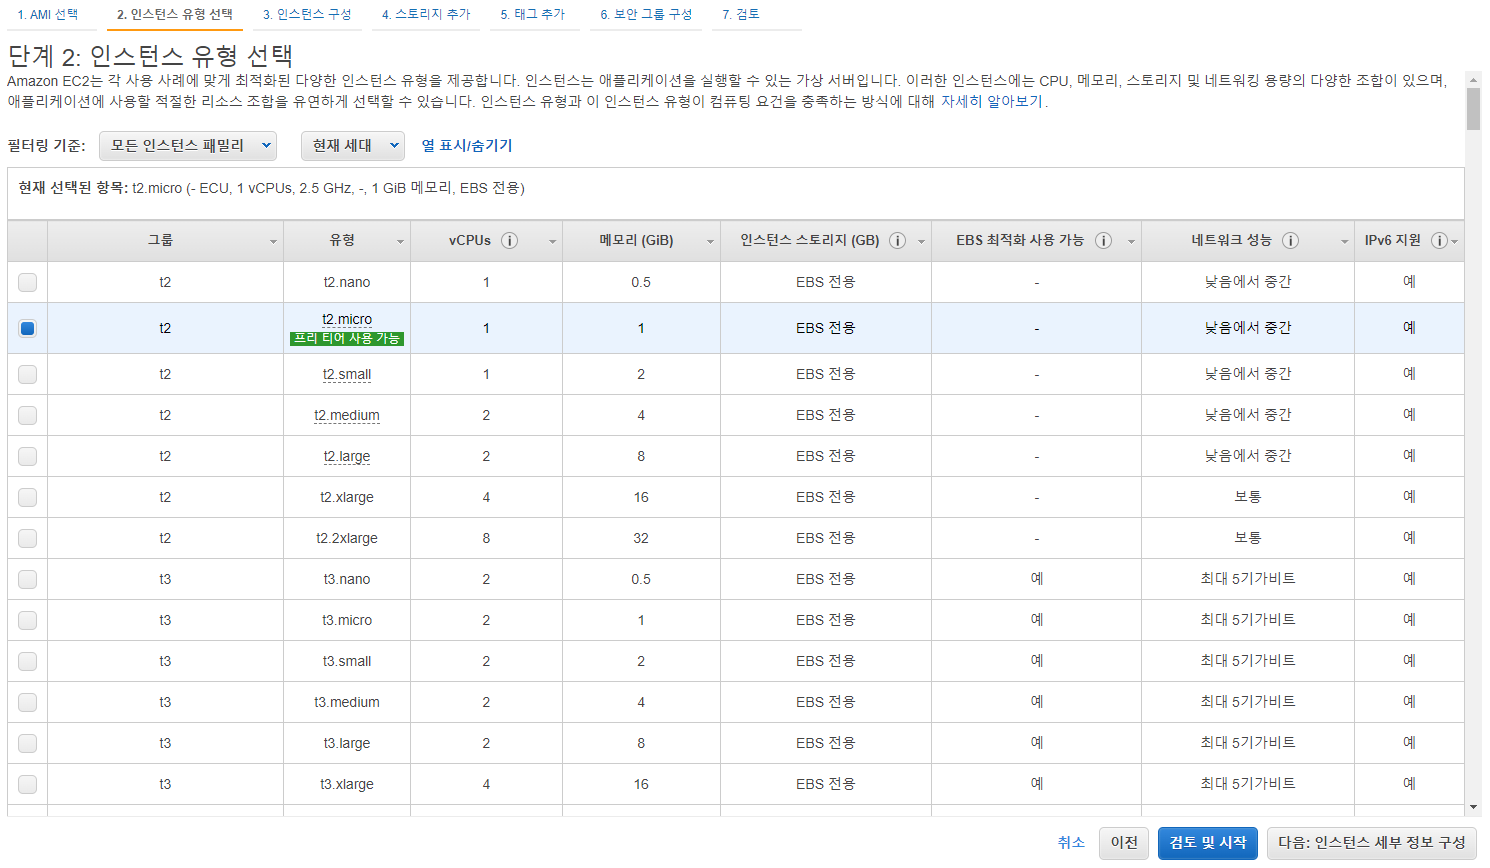 1. AMI 선택 2. 인스턴스 유형 선택 3. 인스턴스 구성 4. 스토리지 추가 5. 태그 추가 6. 보안 그룹 구성 7. 검토
단계 2: 인스턴스 유형 선택
Amazon EC2는 각 사용 사례에 맞게 최적화된 다양한 인스턴스 유형을 제공합니다. 인스턴스는 애플리케이션을 실행할 수 있는 가상 서버입니다. 이러한 인스턴스에는 CPU, 메모리, 스토리지 및 네트워킹 용량의 다양한 조합이 있으며,
애플리케이션에 사용할 적절한 리소스 조합을 유연하게 선택할 수 있습니다. 인스턴스 유형과 이 인스턴스 유형이 컴퓨팅 요건을 충족하는 방식에 대해 자세히 알아보기.
필터링 기준: 모든 인스턴스 패밀리 현재 세대 열 표시/숨기기
현재 선택된 항목: t2.micro (- ECU, 1 vCPUs, 2.5 GHz, -, 1 GiB 메모리, EBS 전용)
그룹 유형 vCPUs i 메모리 (GiB) 인스턴스 스토리지 (GB) i EBS 최적화 사용 가능 i 네트워크 성능 i IPv6 지원 i
t2 t2.nano 1 0.5 EBS 전용 - 낮음에서 중간 예
t2 t2.micro 1 1 EBS 전용 - 낮음에서 중간 예
프리 티어 사용 가능
t2 t2.small 1 2 EBS 전용 - 낮음에서 중간 예
t2 t2.medium 2 4 EBS 전용 - 낮음에서 중간 예
t2 t2.large 2 8 EBS 전용 - 낮음에서 중간 예
t2 t2.xlarge 4 16 EBS 전용 - 보통 예
t2 t2.2xlarge 8 32 EBS 전용 - 보통 예
t3 t3.nano 2 0.5 EBS 전용 예 최대 5기가비트 예
t3 t3.micro 2 1 EBS 전용 예 최대 5기가비트 예
t3 t3.small 2 2 EBS 전용 예 최대 5기가비트 예
t3 t3.medium 2 4 EBS 전용 예 최대 5기가비트 예
t3 t3.large 2 8 EBS 전용 예 최대 5기가비트 예
t3 t3.xlarge 4 16 EBS 전용 예 최대 5기가비트 예
취소 이전 검토 및 시작 다음: 인스턴스 세부 정보 구성